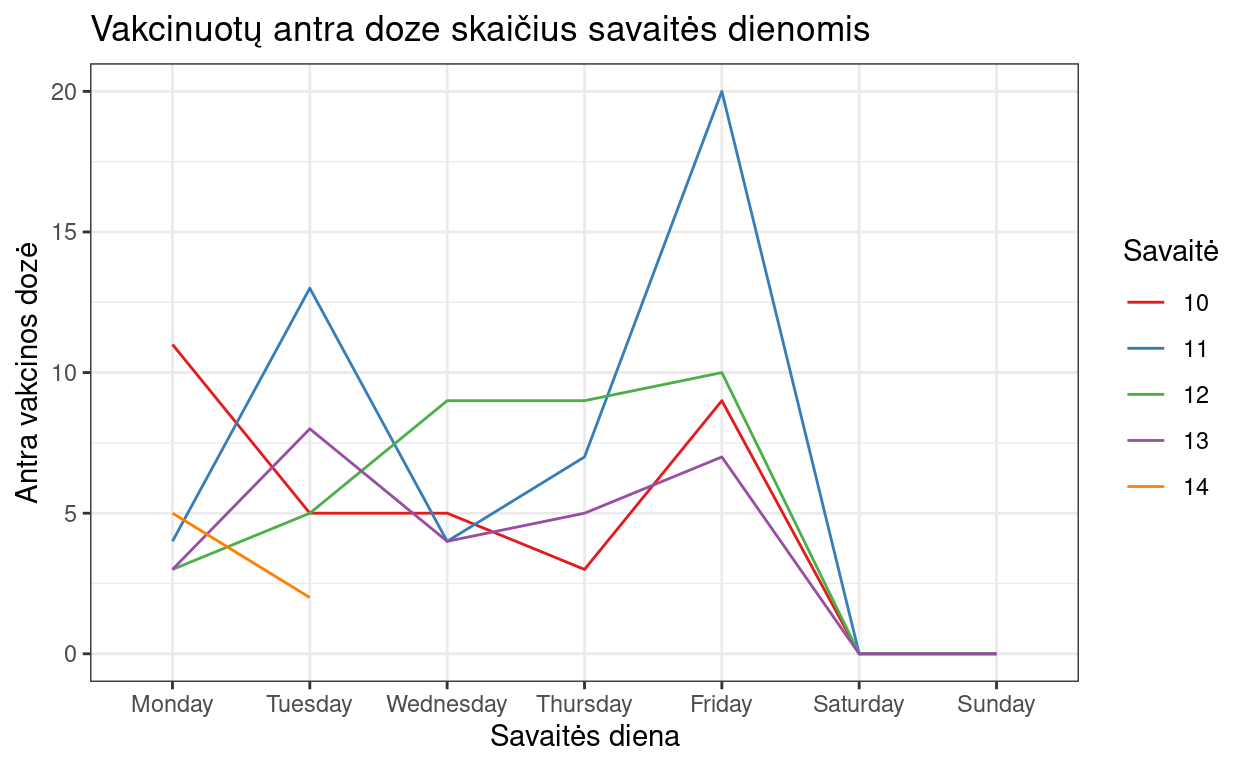 Vakcinuotų antra doze skaičius savaitės dienomis
Antra vakcinos dozė
20
15
10
5
0
Monday Tuesday Wednesday Thursday Friday Saturday Sunday
Savaitės diena
Savaitė
10
11
12
13
14